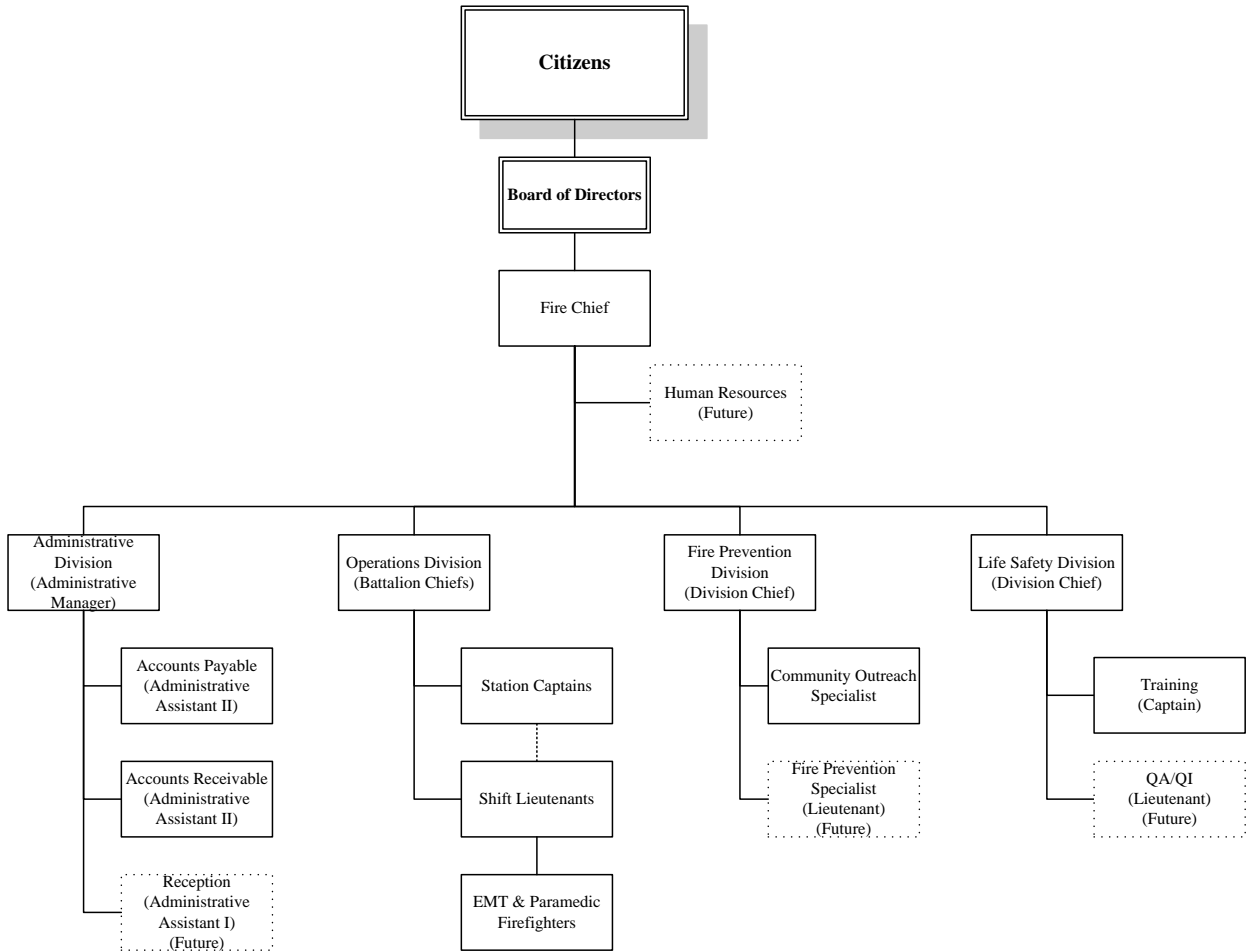 Citizens
Board of Directors
Fire Chief
Human Resources
(Future)
Administrative
Division
(Administrative
Manager)
Operations Division
(Battalion Chiefs)
Fire Prevention
Division
(Division Chief)
Life Safety Division
(Division Chief)
Accounts Payable
(Administrative
Assistant II)
Station Captains
Community Outreach
Specialist
Training
(Captain)
Accounts Receivable
(Administrative
Assistant II)
Shift Lieutenants
Fire Prevention
Specialist
(Lieutenant)
(Future)
QA/QI
(Lieutenant)
(Future)
Reception
(Administrative
Assistant I)
(Future)
EMT & Paramedic
Firefighters